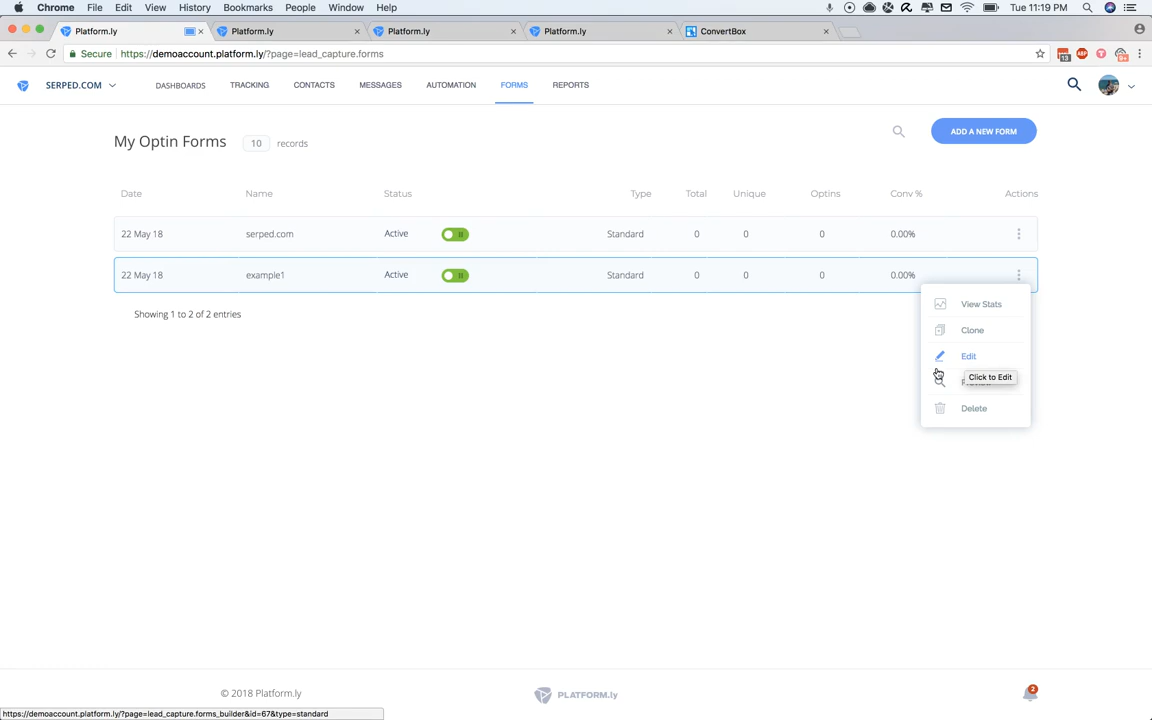 Chrome File Edit View History Bookmarks People Window Help Tue 11:19 PM
Platform.ly Platform.ly Platform.ly Platform.ly ConvertBox
Secure https://demoaccount.platform.ly/?page=lead_capture.forms 13 ABP T 9+
SERPED.COM DASHBOARDS TRACKING CONTACTS MESSAGES AUTOMATION FORMS REPORTS
My Optin Forms 10 records ADD A NEW FORM
Date Name Status Type Total Unique Optins Conv % Actions
22 May 18 serped.com Active Standard 0 0 0 0.00%
22 May 18 example1 Active Standard 0 0 0 0.00%
View Stats
Showing 1 to 2 of 2 entries
Clone
Edit
Click to Edit
Delete
© 2018 Platform.ly PLATFORM.LY 2
https://demoaccount.platform.ly/?page=lead_capture.forms_builder&id=67&type=standard